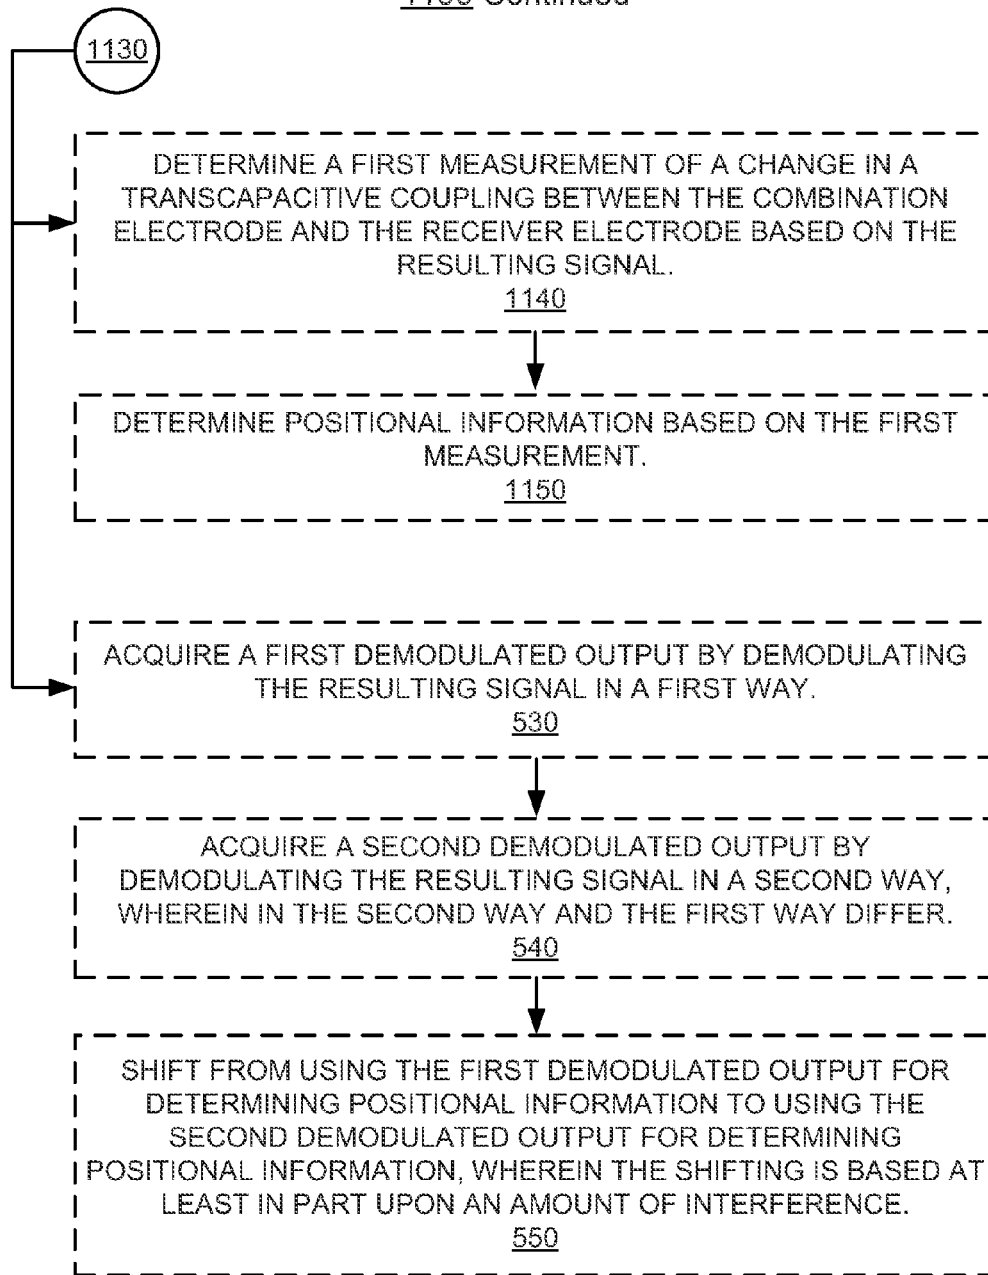 Continued
1130
DETERMINE A FIRST MEASUREMENT OF A CHANGE IN A
TRANSCAPACITIVE COUPLING BETWEEN THE COMBINATION
ELECTRODE AND THE RECEIVER ELECTRODE BASED ON THE
RESULTING SIGNAL.
1140
DETERMINE POSITIONAL INFORMATION BASED ON THE FIRST
MEASUREMENT.
1150
ACQUIRE A FIRST DEMODULATED OUTPUT BY DEMODULATING
THE RESULTING SIGNAL IN A FIRST WAY.
530
ACQUIRE A SECOND DEMODULATED OUTPUT BY
DEMODULATING THE RESULTING SIGNAL IN A SECOND WAY,
WHEREIN IN THE SECOND WAY AND THE FIRST WAY DIFFER.
540
SHIFT FROM USING THE FIRST DEMODULATED OUTPUT FOR
DETERMINING POSITIONAL INFORMATION TO USING THE
SECOND DEMODULATED OUTPUT FOR DETERMINING
POSITIONAL INFORMATION, WHEREIN THE SHIFTING IS BASED AT
LEAST IN PART UPON AN AMOUNT OF INTERFERENCE.
550